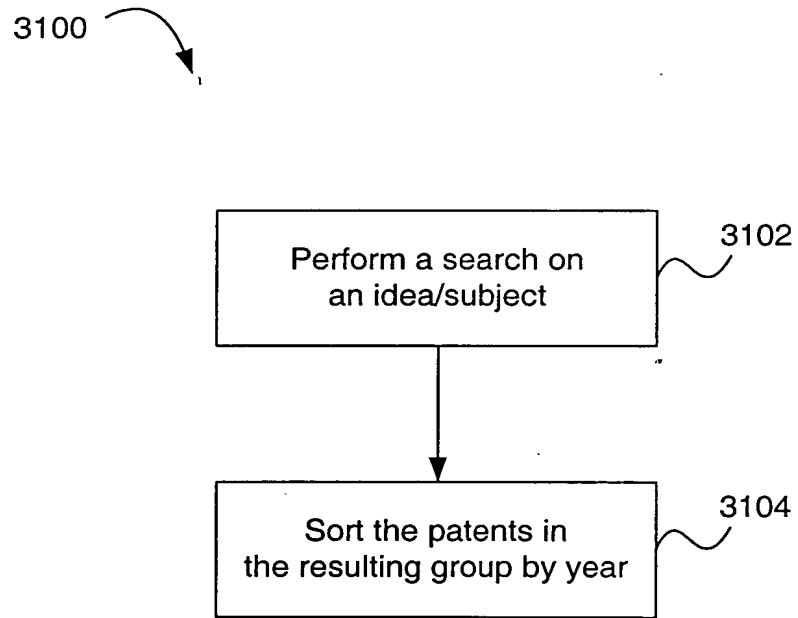 3100
3102
Perform a search on
an idea/subject
3104
Sort the patents in
the resulting group by year